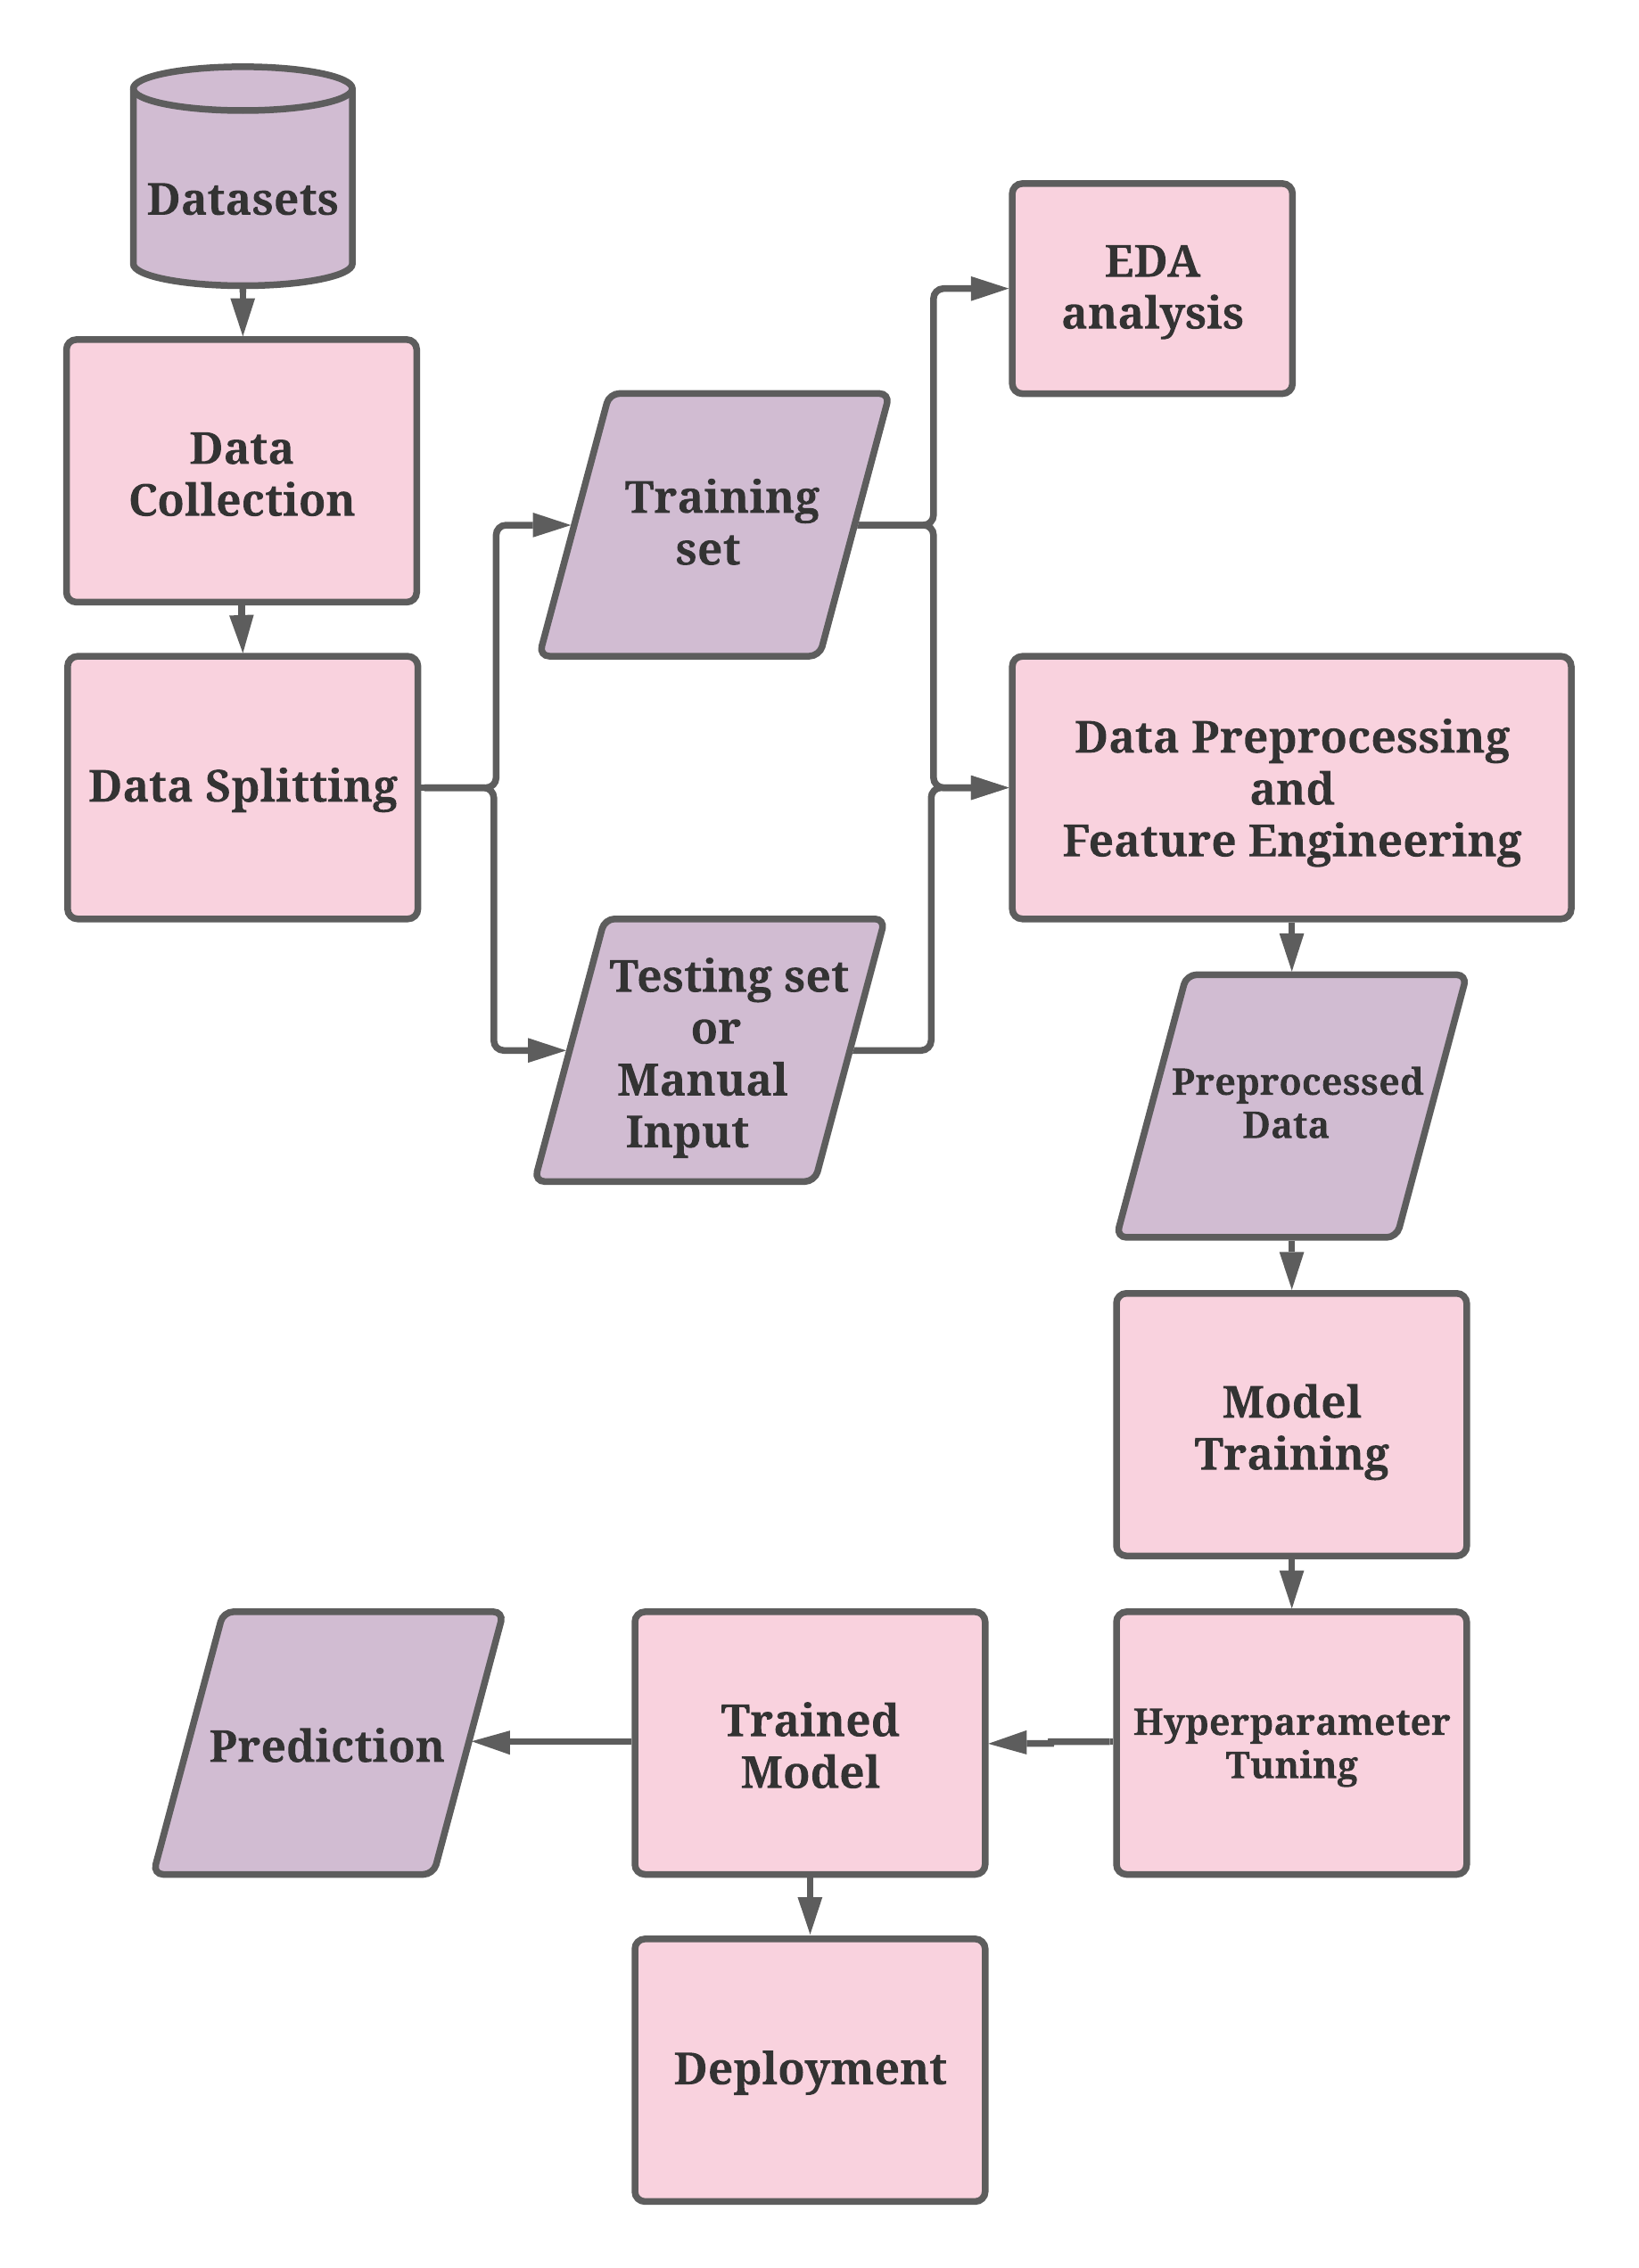 Datasets
Data
Collection
Data Splitting
Training
set
Testing set
or
Manual
Input
EDA
analysis
Data Preprocessing
and
Feature Engineering
Preprocessed
Data
Model
Training
Hyperparameter
Tuning
Trained
Model
Prediction
Deployment